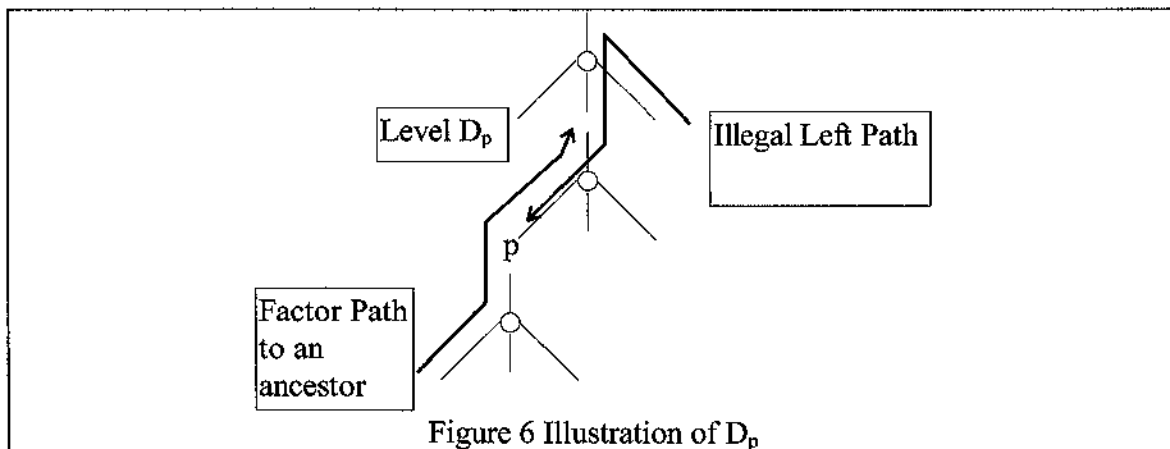 Level Dp
Illegal Left Path
p
Factor Path
to an
ancestor
Figure 6 Illustration of Dp